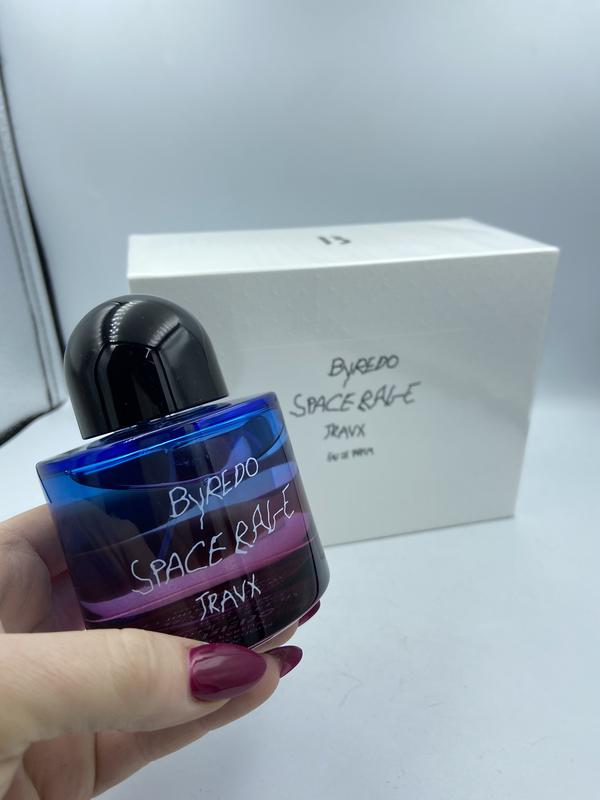 B
BYREDO
SPACE RAGE
TRAVX
EAU DE PARFUM
BYREDO
SPACE RAGE
TRAVX